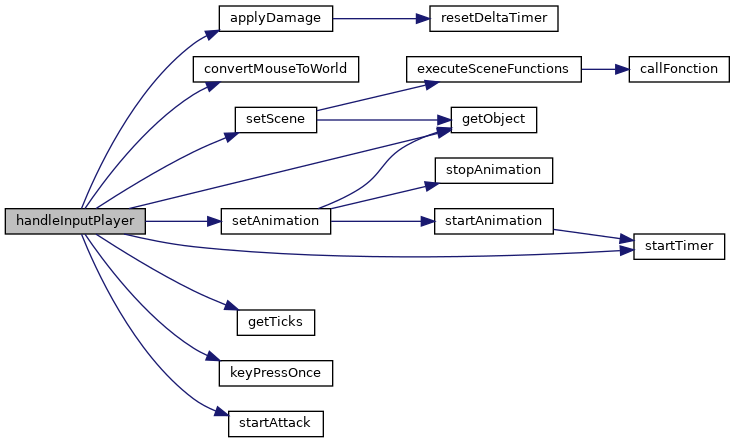 applyDamage
resetDeltaTimer
convertMouseToWorld
executeSceneFunctions
callFonction
setScene
getObject
stopAnimation
handleInputPlayer
setAnimation
startAnimation
startTimer
getTicks
keyPressOnce
startAttack